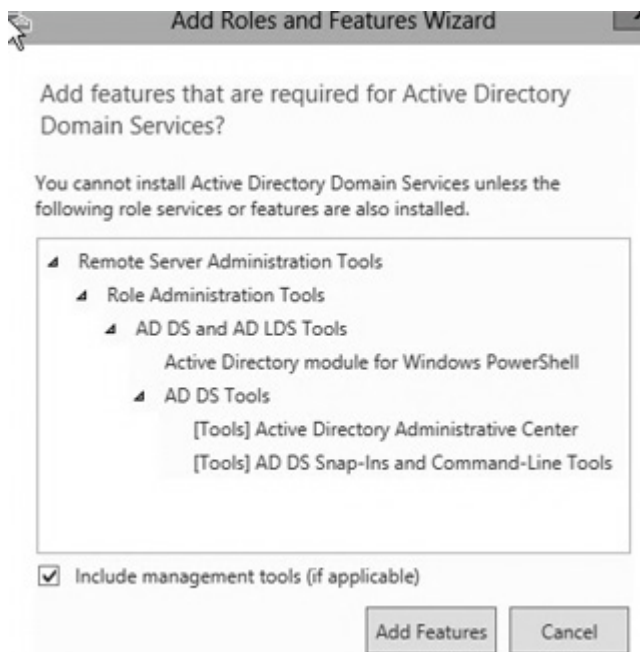 Add Roles and Features Wizard
Add features that are required for Active Directory
Domain Services?
You cannot install Active Directory Domain Services unless the
following role services or features are also installed.
Remote Server Administration Tools
Role Administration Tools
AD DS and AD LDS Tools
Active Directory module for Windows PowerShell
AD DS Tools
[Tools] Active Directory Administrative Center
[Tools] AD DS Snap-Ins and Command-Line Tools
Include management tools (if applicable)
Add Features Cancel